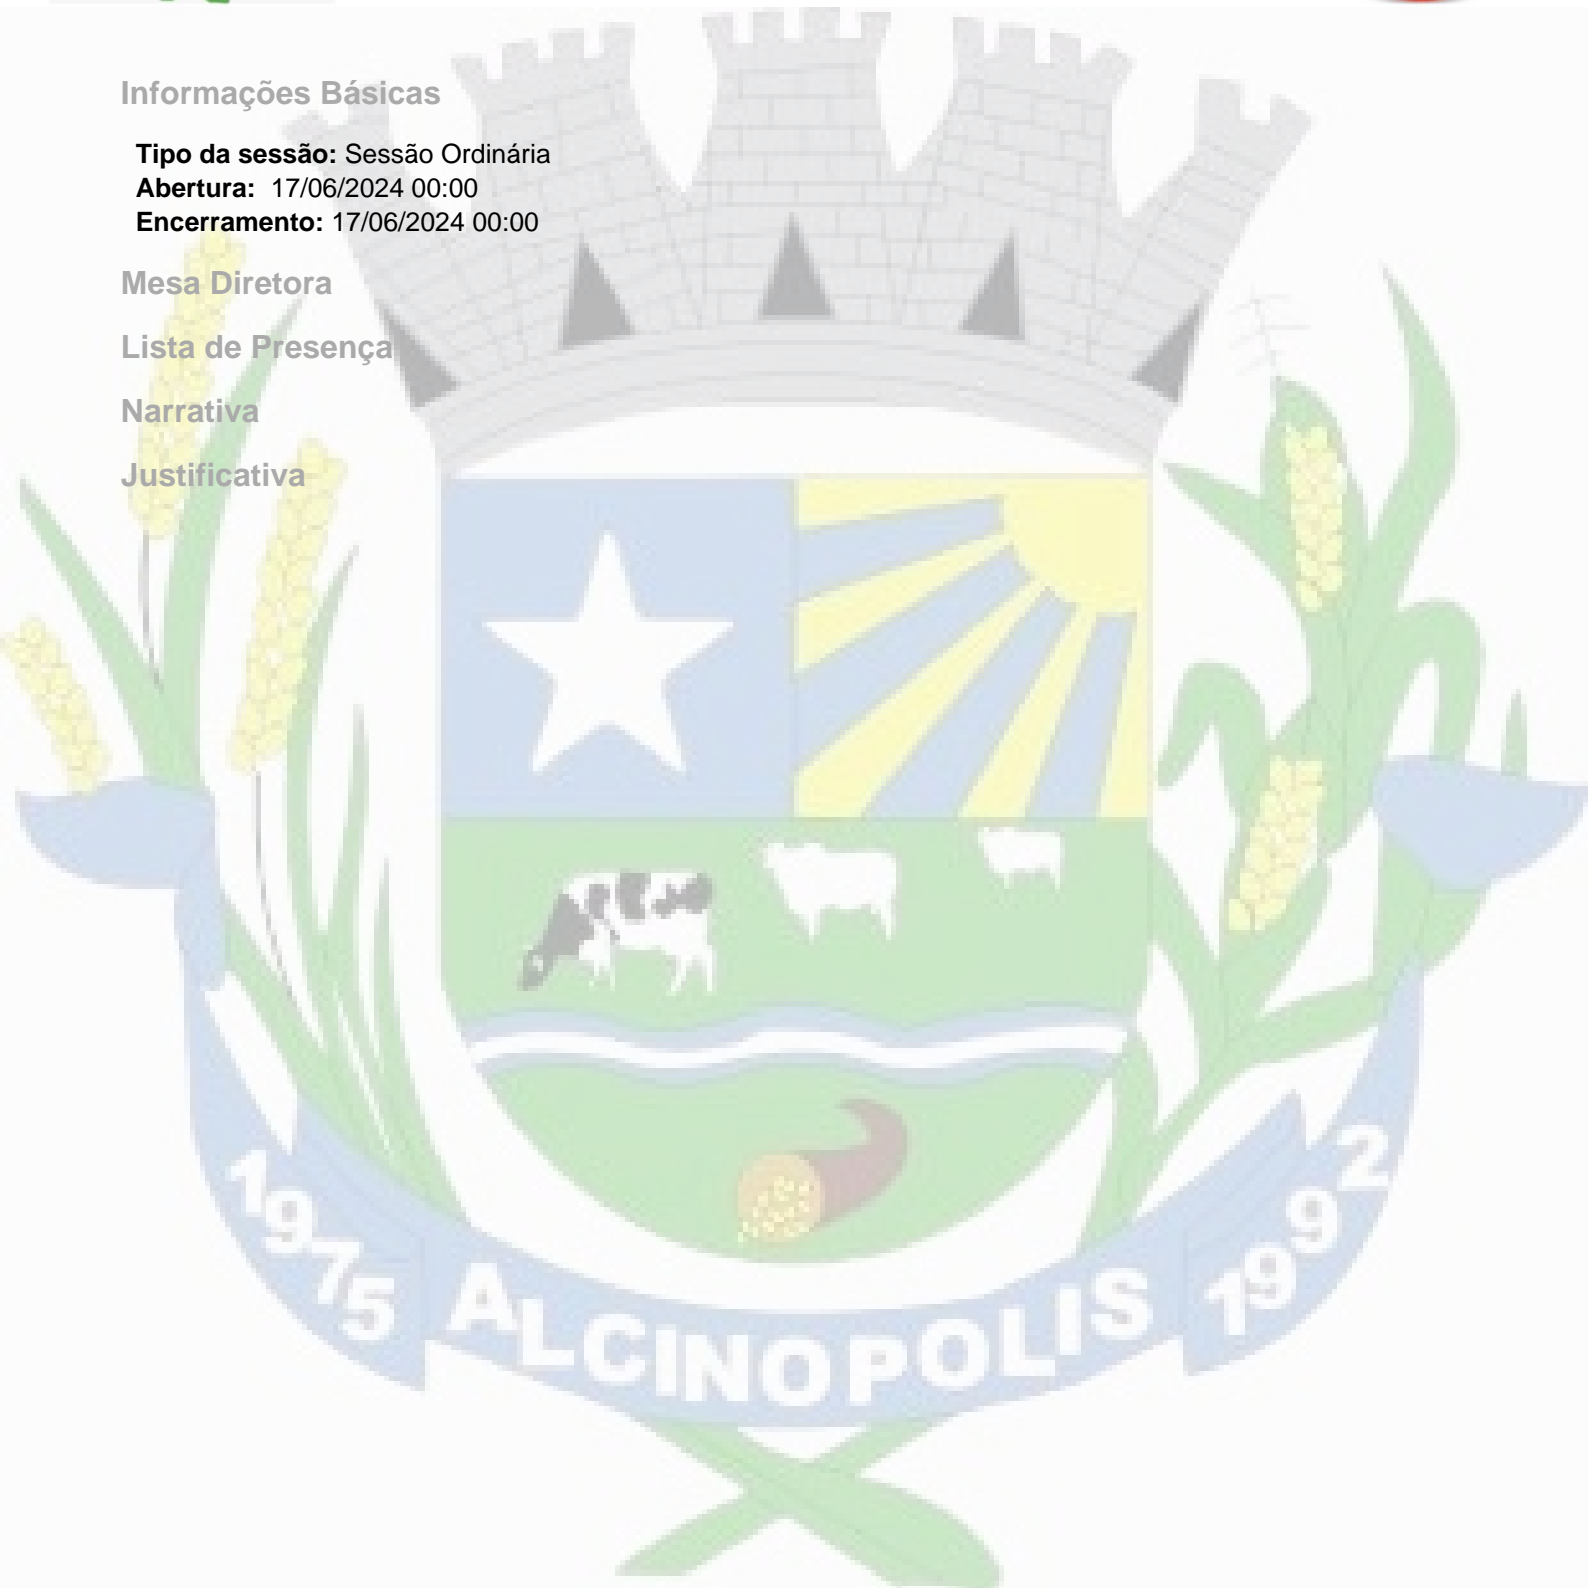 Informações Básicas
Tipo da sessão: Sessão Ordinária
Abertura: 17/06/2024 00:00
Encerramento: 17/06/2024 00:00
Mesa Diretora
Lista de Presença
Narrativa
Justificativa
1975 ALCINOPOLIS 1992